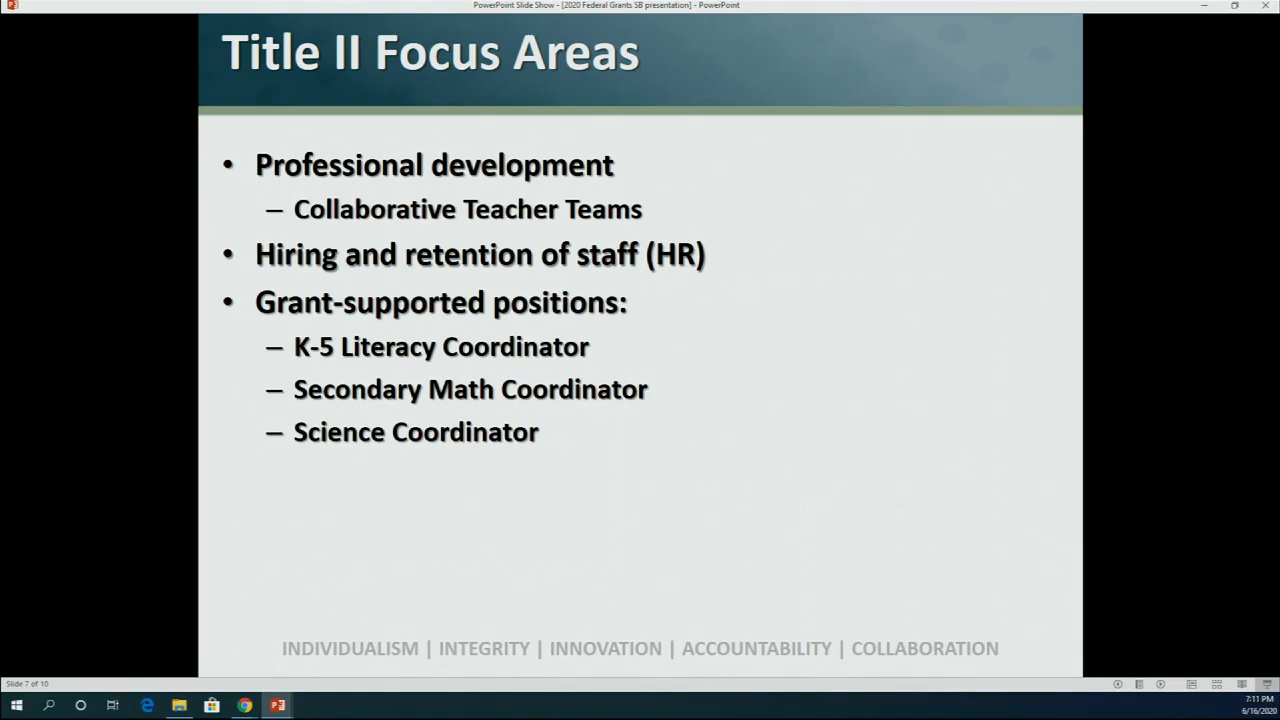 PowerPoint Slide Show - [2020 Federal Grants SB presentation] - PowerPoint
Title II Focus Areas
• Professional development
– Collaborative Teacher Teams
• Hiring and retention of staff (HR)
• Grant-supported positions:
– K-5 Literacy Coordinator
– Secondary Math Coordinator
– Science Coordinator
INDIVIDUALISM | INTEGRITY | INNOVATION | ACCOUNTABILITY | COLLABORATION
Slide 7 of 10
7:11 PM
6/16/2020